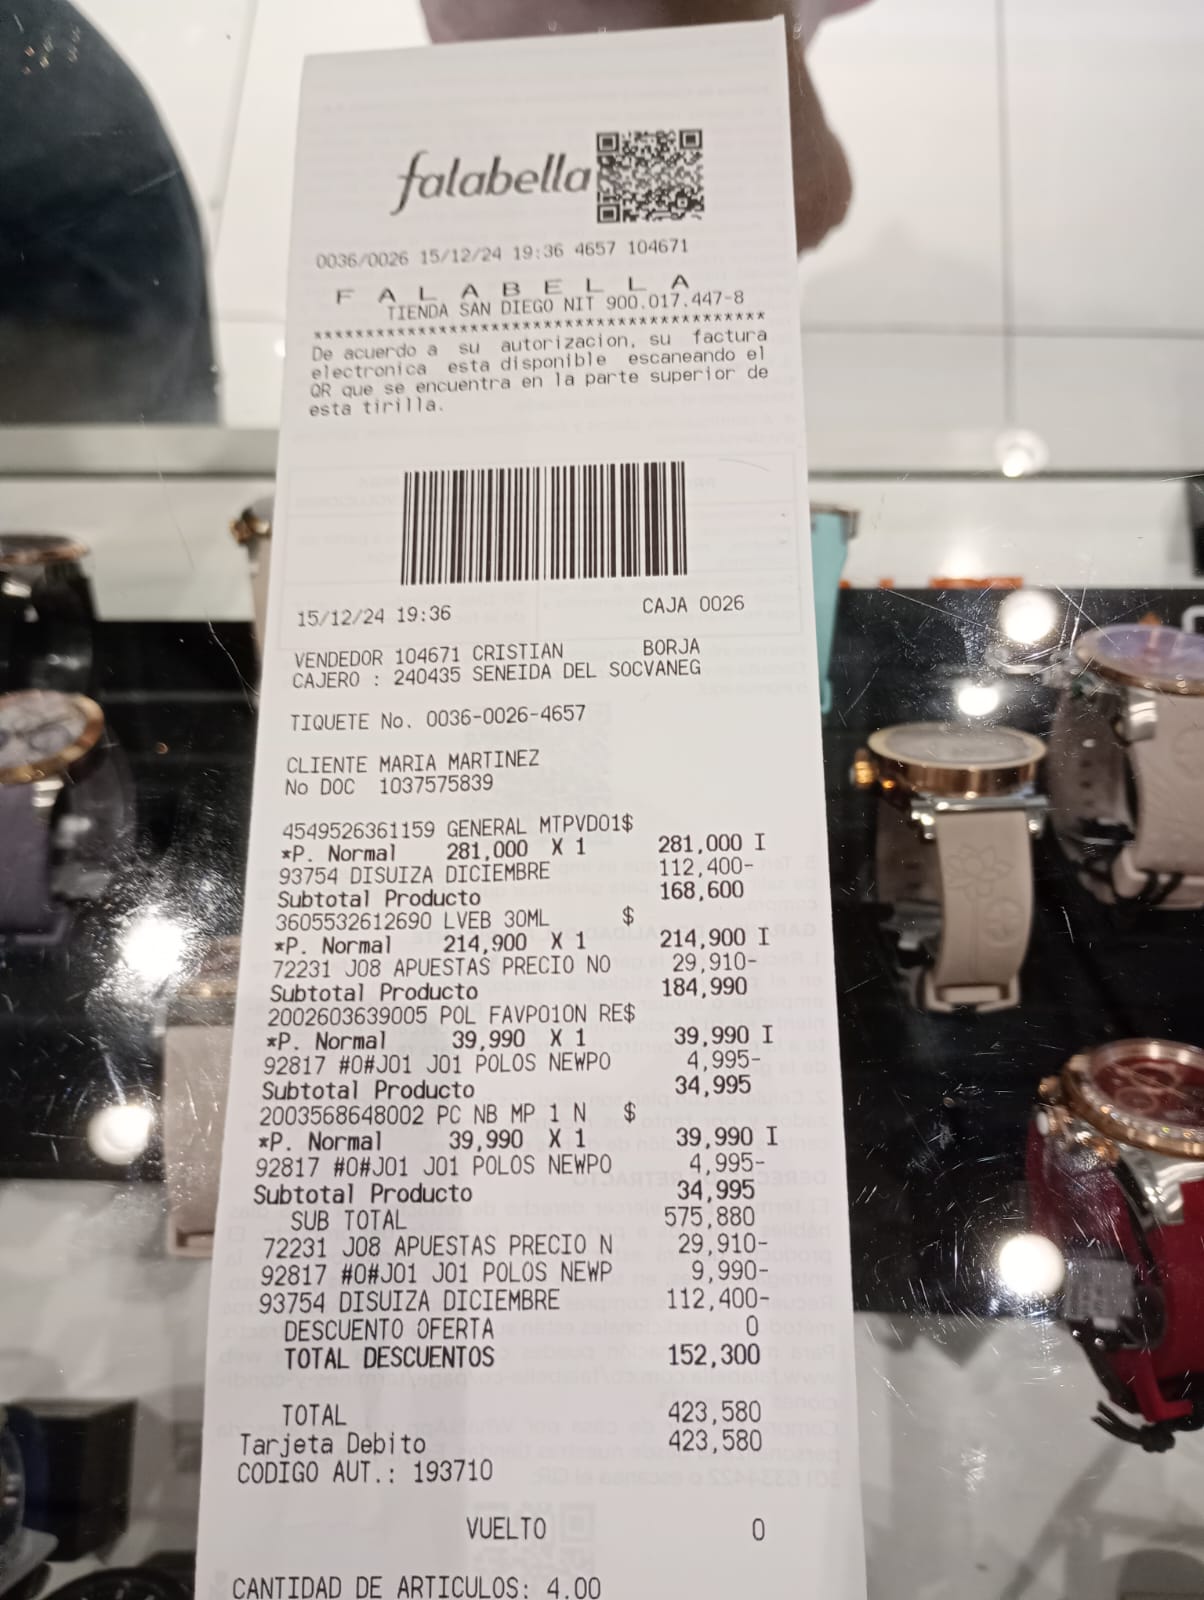 falabella
0036/0026 15/12/24 19:36 4657 104671
F A L A B E L L A
TIENDA SAN DIEGO NIT 900.017.447-8
******************************************
De acuerdo a su autorizacion, su factura
electronica esta disponible escaneando el
QR que se encuentra en la parte superior de
esta tirilla.
15/12/24 19:36 CAJA 0026
VENDEDOR 104671 CRISTIAN BORJA
CAJERO : 240435 SENEIDA DEL SOCVANEG
TIQUETE No. 0036-0026-4657
CLIENTE MARIA MARTINEZ
No DOC 1037575839
4549526361159 GENERAL MTPVD01$
*P. Normal 281,000 X 1 281,000 I
93754 DISUIZA DICIEMBRE 112,400-
Subtotal Producto 168,600
3605532612690 LVEB 30ML $
*P. Normal 214,900 X 1 214,900 I
72231 J08 APUESTAS PRECIO NO 29,910-
Subtotal Producto 184,990
2002603639005 POL FAVP010N RE$
*P. Normal 39,990 X 1 39,990 I
92817 #0#J01 J01 POLOS NEWPO 4,995-
Subtotal Producto 34,995
2003568648002 PC NB MP 1 N $
*P. Normal 39,990 X 1 39,990 I
92817 #0#J01 J01 POLOS NEWPO 4,995-
Subtotal Producto 34,995
SUB TOTAL 575,880
72231 J08 APUESTAS PRECIO N 29,910-
92817 #0#J01 J01 POLOS NEWP 9,990-
93754 DISUIZA DICIEMBRE 112,400-
DESCUENTO OFERTA 0
TOTAL DESCUENTOS 152,300
TOTAL 423,580
Tarjeta Debito 423,580
CODIGO AUT.: 193710
VUELTO 0
CANTIDAD DE ARTICULOS: 4.00